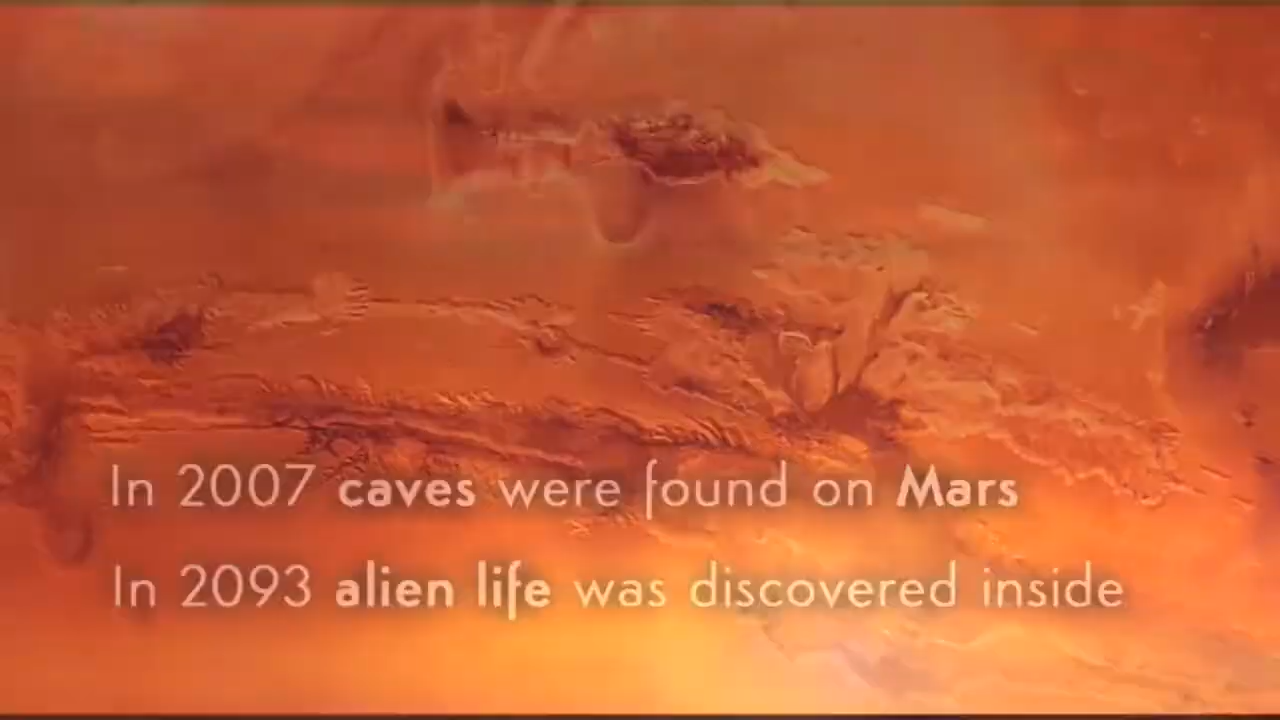 In 2007 caves were found on Mars
In 2093 alien life was discovered inside